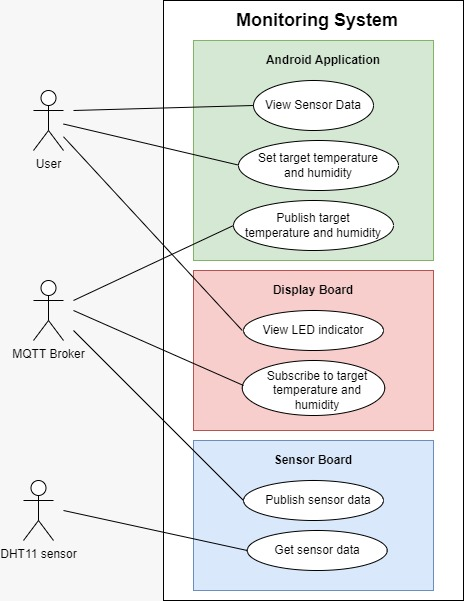 Monitoring System
Android Application
View Sensor Data
User
Set target temperature
and humidity
Publish target
temperature and humidity
Display Board
View LED indicator
MQTT Broker
Subscribe to target
temperature and
humidity
Sensor Board
Publish sensor data
Get sensor data
DHT11 sensor